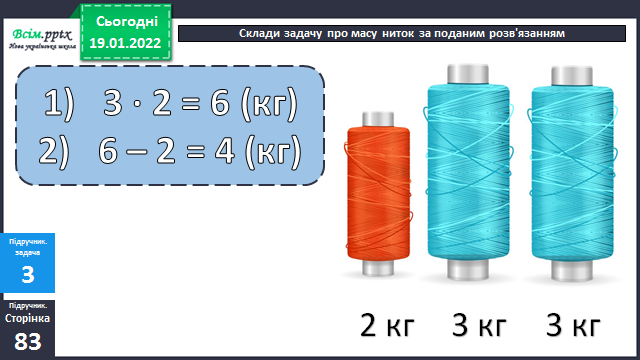 Всім.pptx
Нова українська школа
Сьогодні
19.01.2022
Склади задачу про масу ниток за поданим розв'язанням
1) 3 · 2 = 6 (кг)
2) 6 – 2 = 4 (кг)
Підручник.
задача
3
Підручник.
Сторінка
83
2 кг 3 кг 3 кг